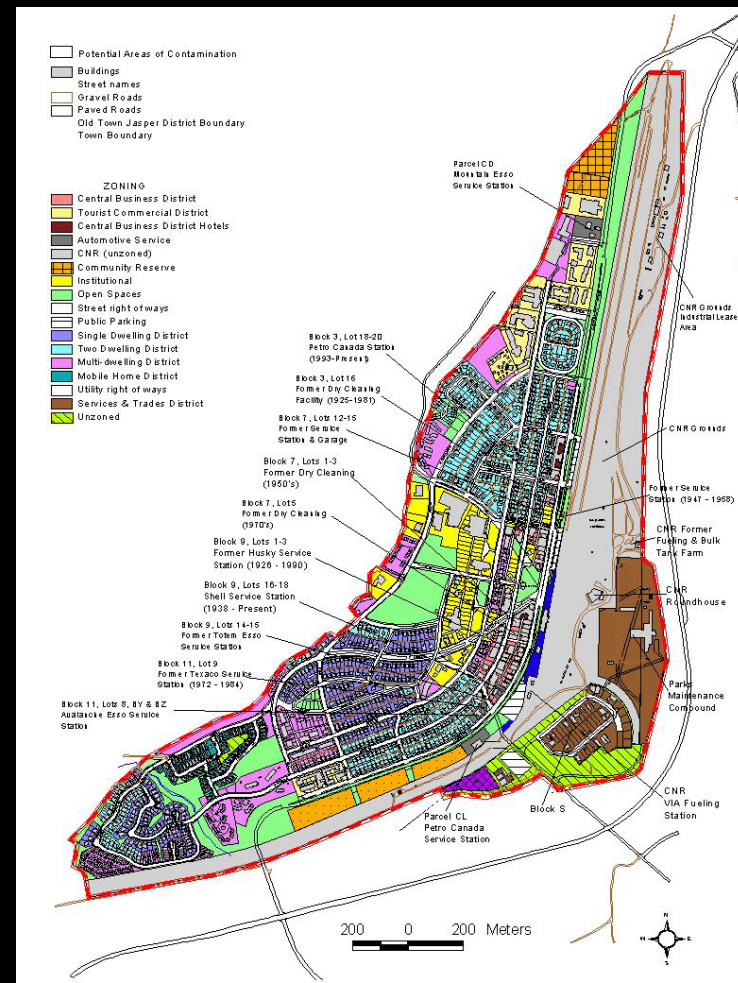 Potential Areas of Contamination
Buildings
Street names
Gravel Roads
Paved Roads
Old Town Jasper District Boundary
Town Boundary
ZONING
Central Business District
Tourist Commercial District
Central Business District Hotels
Automotive Service
CNR (unzoned)
Community Reserve
Institutional
Open Spaces
Street right of ways
Public Parking
Single Dwelling District
Two Dwelling District
Multi-dwelling District
Mobile Home District
Utility right of ways
Services & Trades District
Unzoned
Parcel CD
Mountain Esso
Service Station
CNR Grounds
Industrial Lease
Area
Block 3, Lot 18-20
Petro Canada Station
(1993-Present)
Block 3, Lot 16
Former Dry Cleaning
Facility (1925-1981)
Block 7, Lots 12-15
Former Service
Station & Garage
CNR Grounds
Block 7, Lots 1-3
Former Dry Cleaning
(1950's)
Former Service
Station (1947 - 1958)
Block 7, Lot 5
Former Dry Cleaning
(1970's)
CNR Former
Fueling & Bulk
Tank Farm
Block 9, Lots 1-3
Former Husky Service
Station (1926 - 1990)
CNR
Roundhouse
Block 9, Lots 16-18
Shell Service Station
(1938 - Present)
Block 9, Lots 14-15
Former Totem Esso
Service Station
Block 11, Lot 9
Former Texaco Service
Station (1972 - 1984)
Parks
Maintenance
Compound
Block 11, Lots 8, BY & BZ
Avalanche Esso Service
Station
CNR
VIA Fueling
Station
Block S
Parcel CL
Petro Canada
Service Station
200 0 200 Meters
N
W E
S